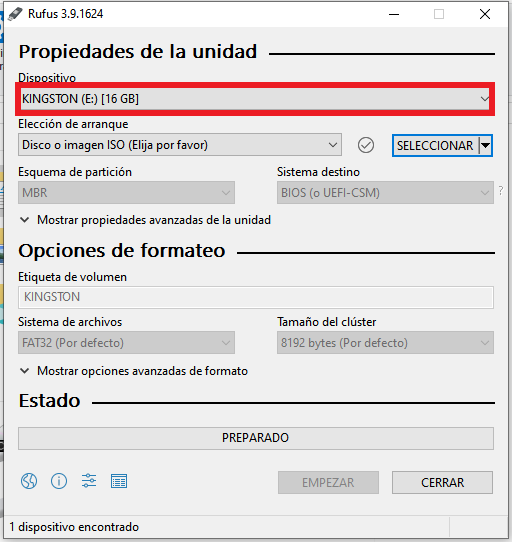 Rufus 3.9.1624
Propiedades de la unidad
Dispositivo
KINGSTON (E:) [16 GB]
Elección de arranque
Disco o imagen ISO (Elija por favor)
SELECCIONAR
Esquema de partición
Sistema destino
MBR
BIOS (o UEFI-CSM)
?
Mostrar propiedades avanzadas de la unidad
Opciones de formateo
Etiqueta de volumen
KINGSTON
Sistema de archivos
Tamaño del clúster
FAT32 (Por defecto)
8192 bytes (Por defecto)
Mostrar opciones avanzadas de formato
Estado
PREPARADO
EMPEZAR
CERRAR
1 dispositivo encontrado